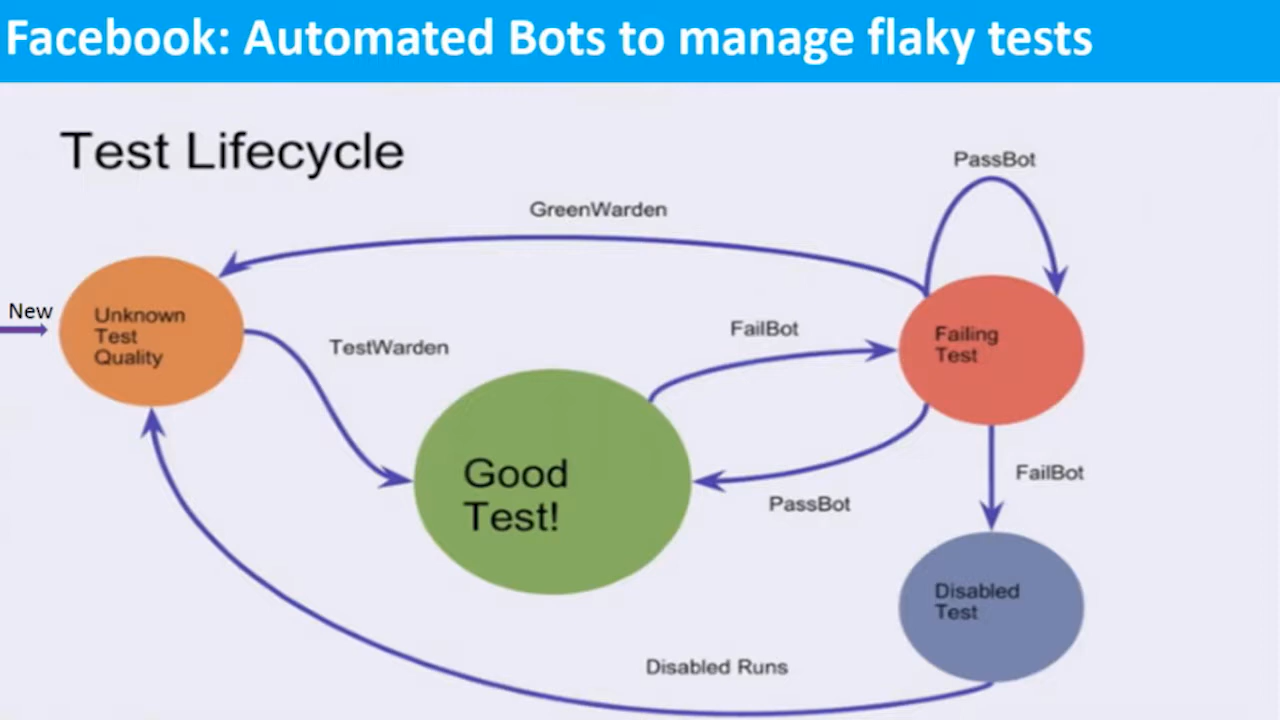 Facebook: Automated Bots to manage flaky tests
Test Lifecycle
PassBot
GreenWarden
New
Unknown
Test
Quality
TestWarden
FailBot
Failing
Test
Good
Test!
PassBot
FailBot
Disabled
Test
Disabled Runs